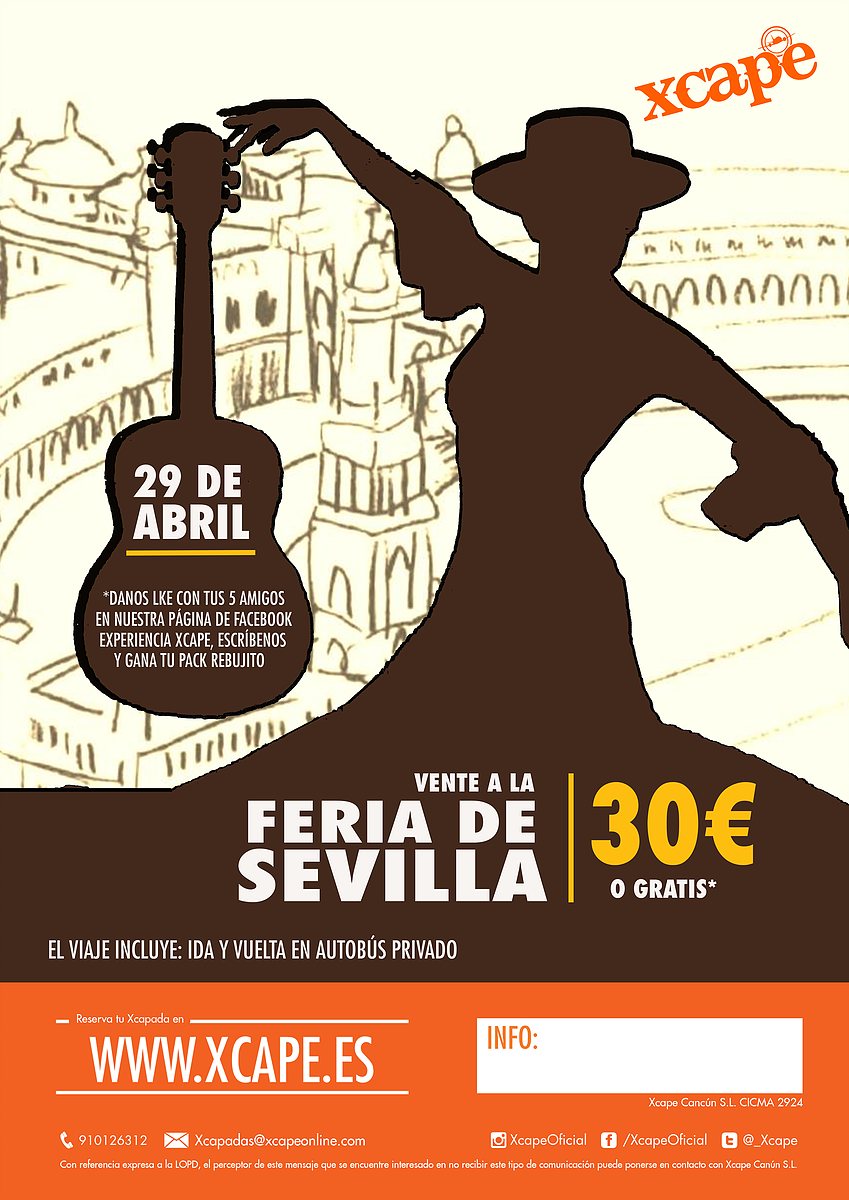 xcape
29 DE
ABRIL
*DANOS LKE CON TUS 5 AMIGOS
EN NUESTRA PÁGINA DE FACEBOOK
EXPERIENCIA XCAPE, ESCRÍBENOS
Y GANA TU PACK REBUJITO
VENTE A LA
FERIA DE
SEVILLA
30€
O GRATIS*
EL VIAJE INCLUYE: IDA Y VUELTA EN AUTOBÚS PRIVADO
Reserva tu Xcapada en
WWW.XCAPE.ES
INFO:
Xcape Cancún S.L. CICMA 2924
910126312 Xcapadas@xcapeonline.com XcapeOficial /XcapeOficial @_Xcape
Con referencia expresa a la LOPD, el perceptor de este mensaje que se encuentre interesado en no recibir este tipo de comunicación puede ponerse en contacto con Xcape Canún S.L.